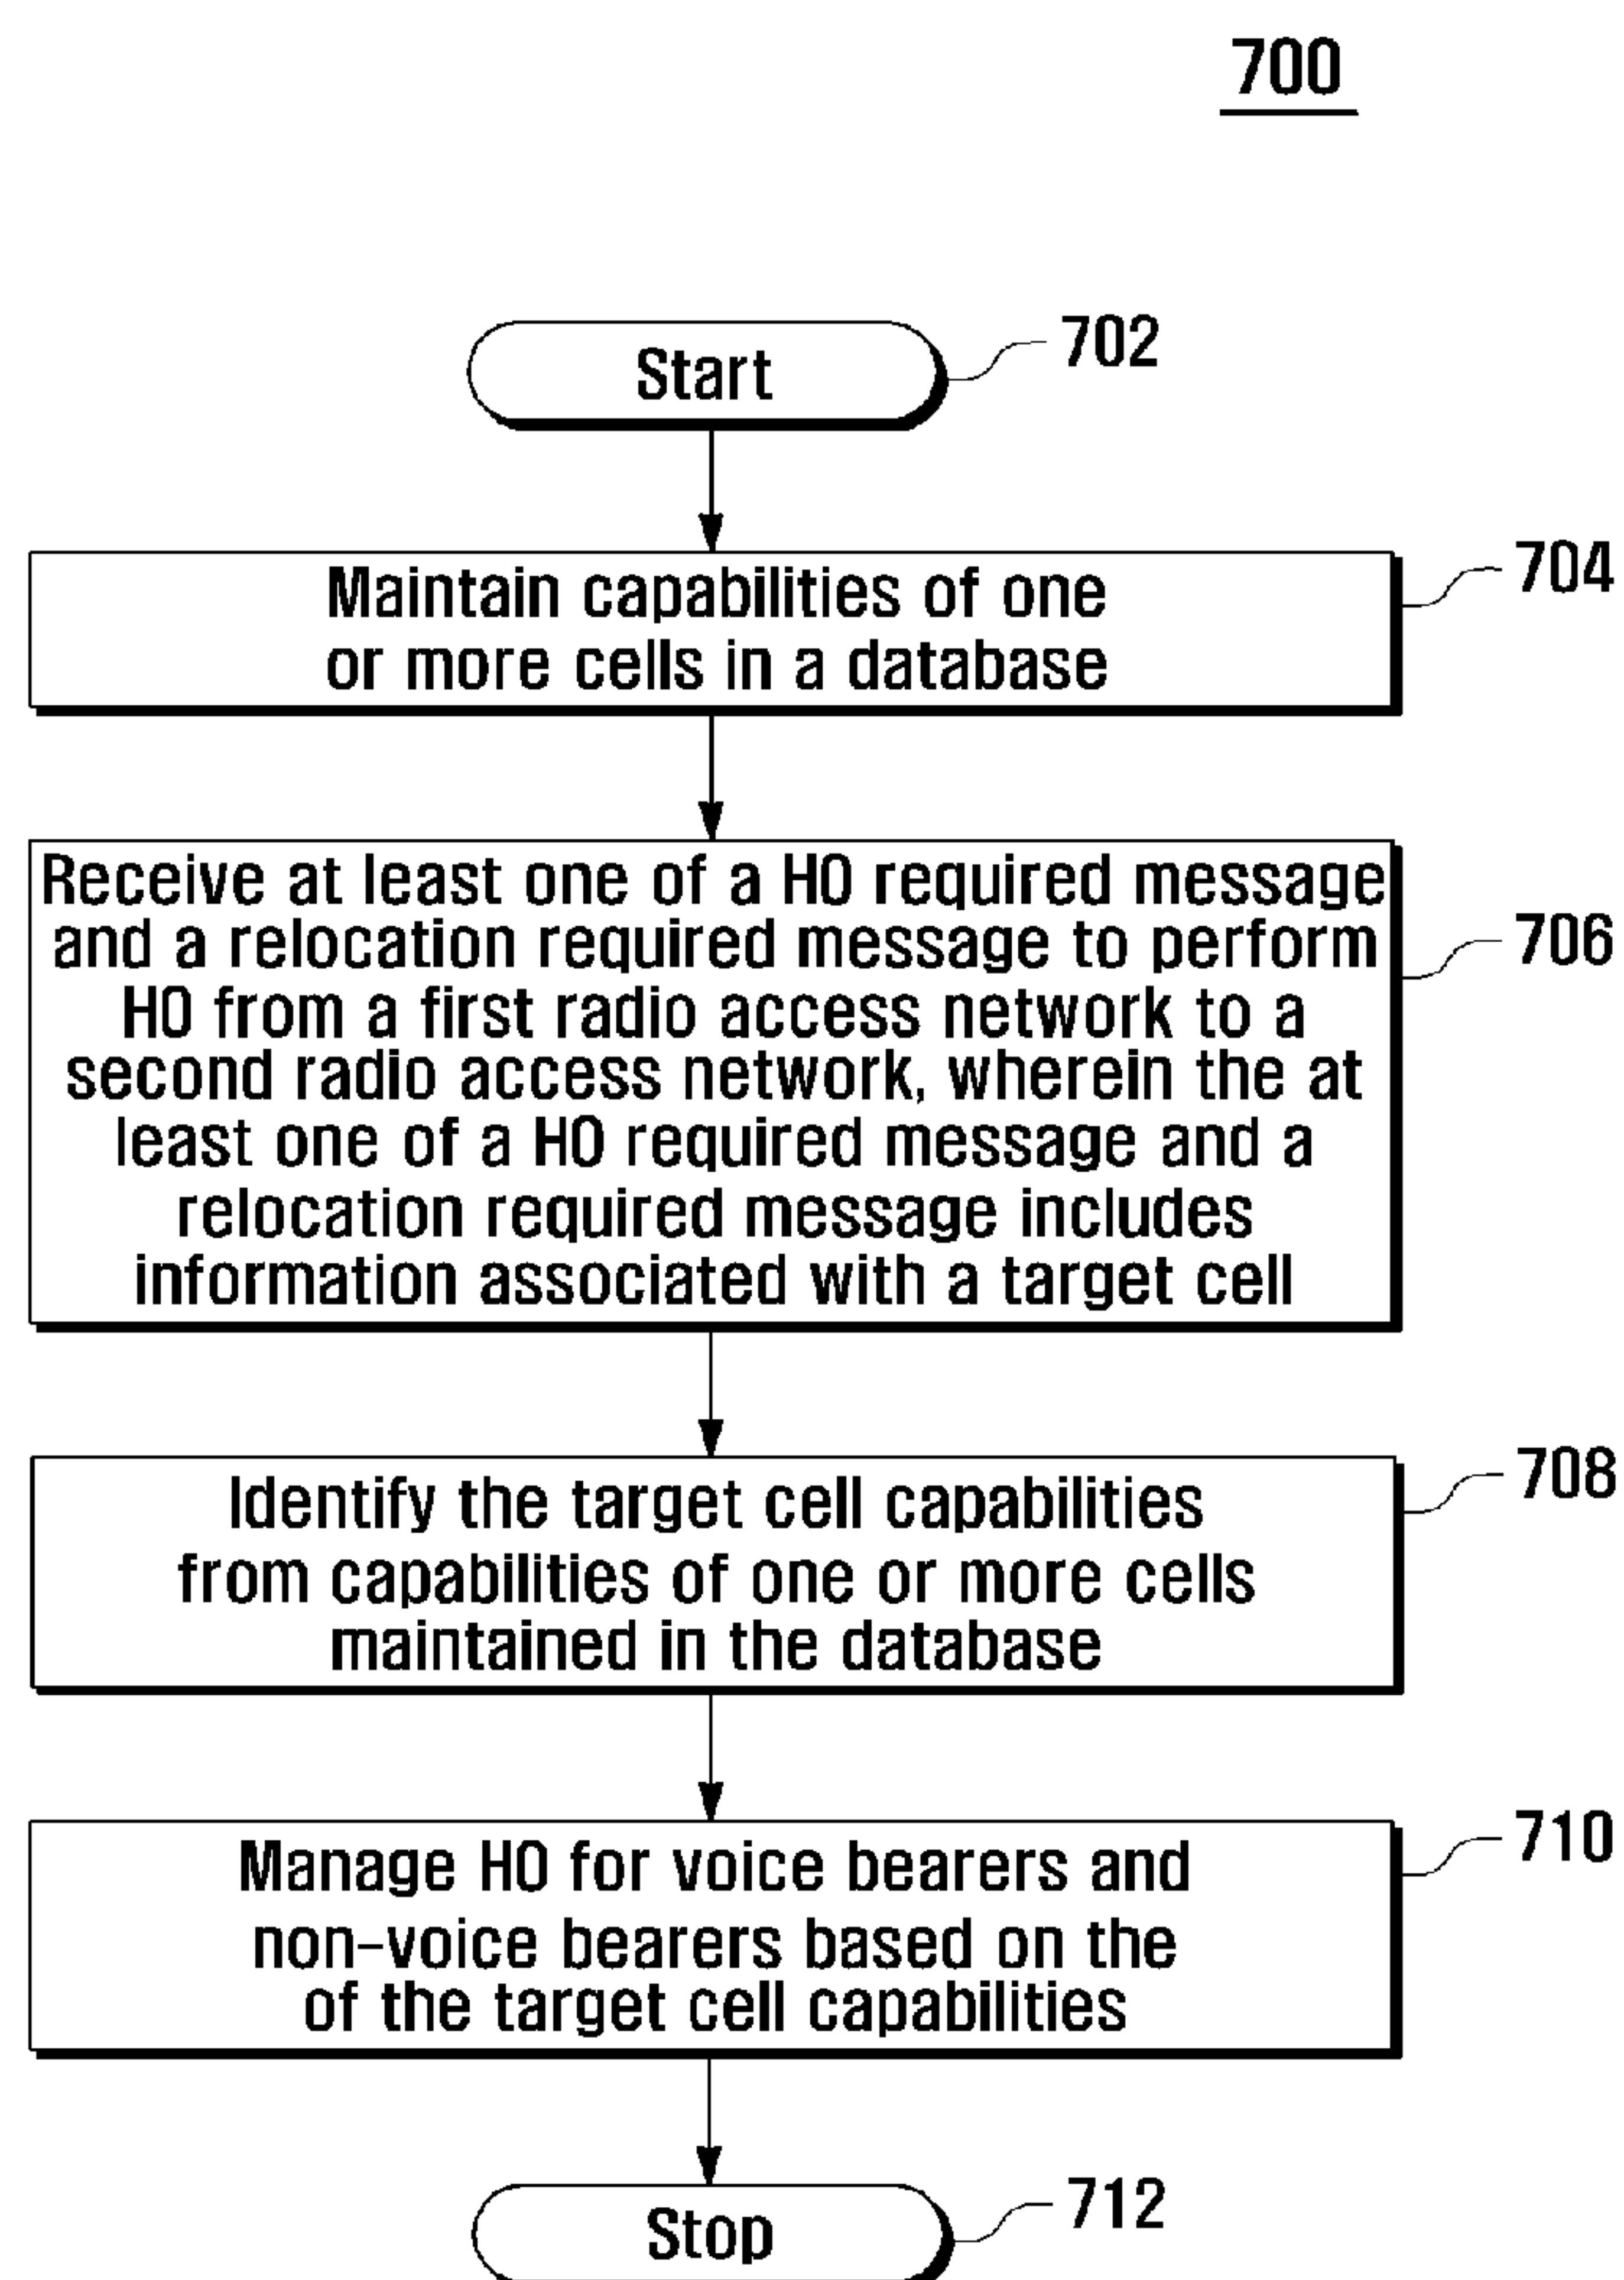 700
Start
702
Maintain capabilities of one
or more cells in a database
704
Receive at least one of a HO required message
and a relocation required message to perform
HO from a first radio access network to a
second radio access network, wherein the at
least one of a HO required message and a
relocation required message includes
information associated with a target cell
706
Identify the target cell capabilities
from capabilities of one or more cells
maintained in the database
708
Manage HO for voice bearers and
non-voice bearers based on the
of the target cell capabilities
710
Stop
712